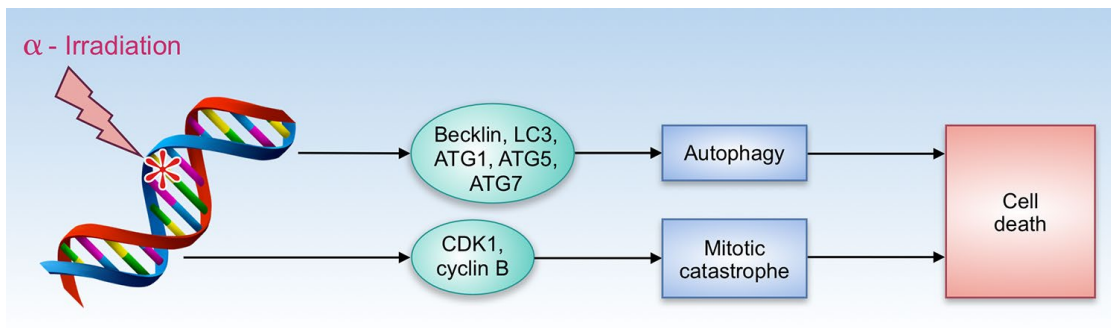 α - Irradiation
Becklin, LC3,
ATG1, ATG5,
ATG7
Autophagy
CDK1,
cyclin B
Mitotic
catastrophe
Cell
death